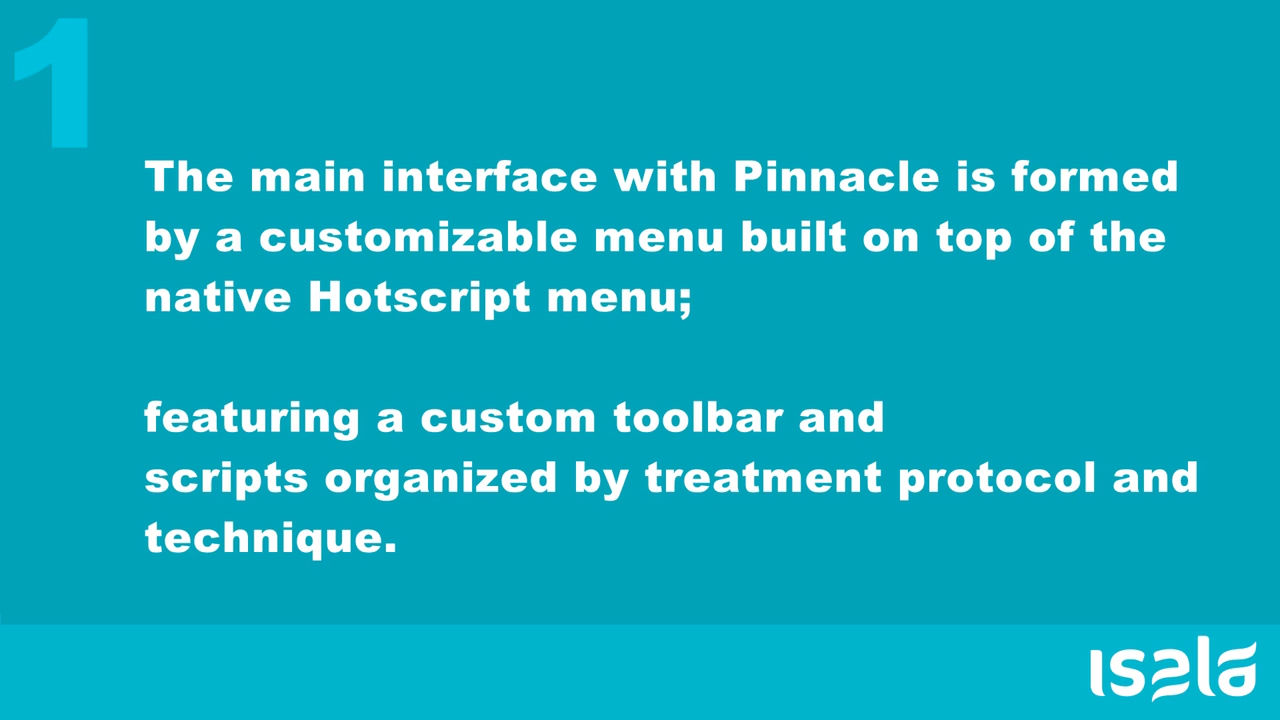 1
The main interface with Pinnacle is formed
by a customizable menu built on top of the
native Hotscript menu;
featuring a custom toolbar and
scripts organized by treatment protocol and
technique.
isala